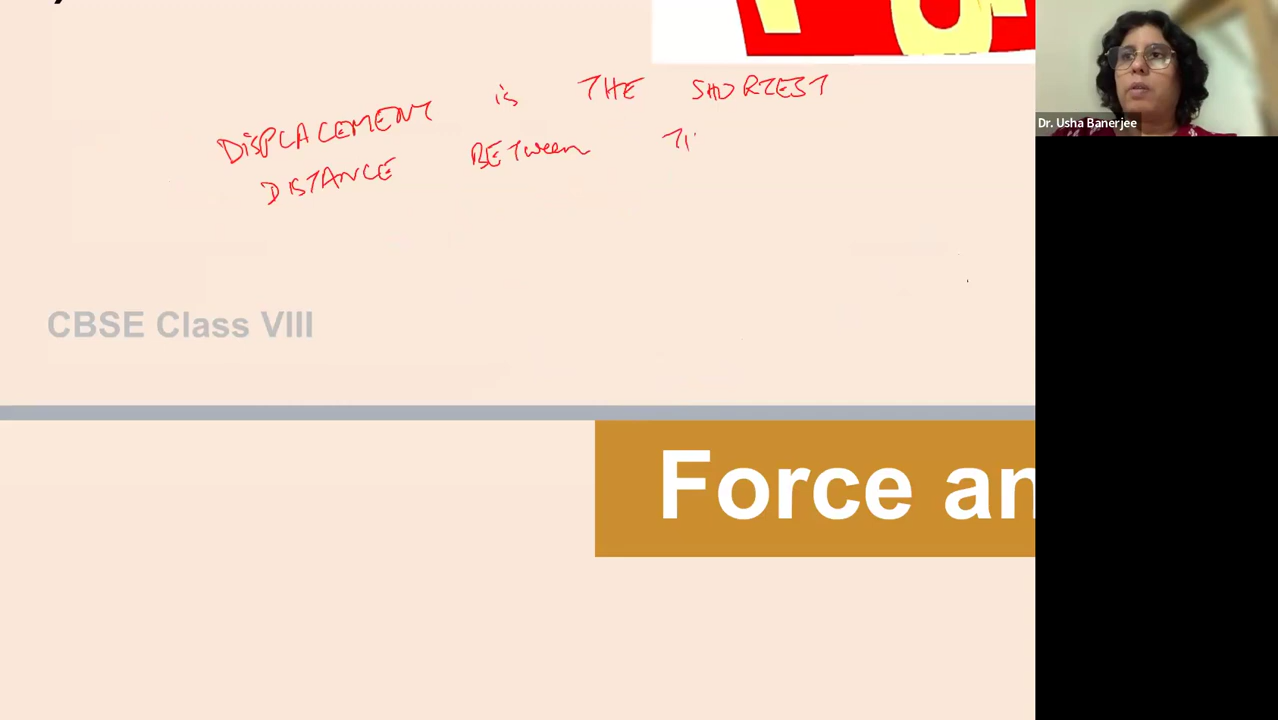 Dr. Usha Banerjee
DISPLACEMENT is THE SHORTEST
DISTANCE BETween
CBSE Class VIII
Force an